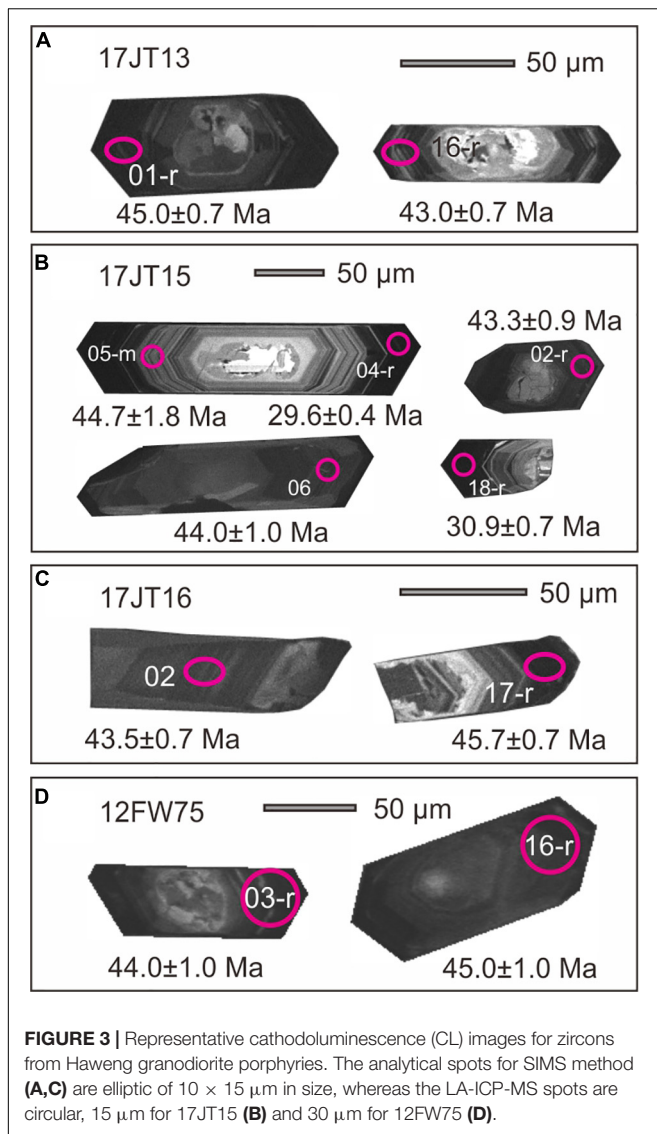 A
17JT13
50 µm
01-r
16-r
45.0±0.7 Ma
43.0±0.7 Ma
B
17JT15
50 µm
43.3±0.9 Ma
05-m
04-r
02-r
44.7±1.8 Ma
29.6±0.4 Ma
06
18-r
44.0±1.0 Ma
30.9±0.7 Ma
C
17JT16
50 µm
02
17-r
43.5±0.7 Ma
45.7±0.7 Ma
D
12FW75
50 µm
03-r
16-r
44.0±1.0 Ma
45.0±1.0 Ma
FIGURE 3 | Representative cathodoluminescence (CL) images for zircons
from Haweng granodiorite porphyries. The analytical spots for SIMS method
(A,C) are elliptic of 10 × 15 µm in size, whereas the LA-ICP-MS spots are
circular, 15 µm for 17JT15 (B) and 30 µm for 12FW75 (D).